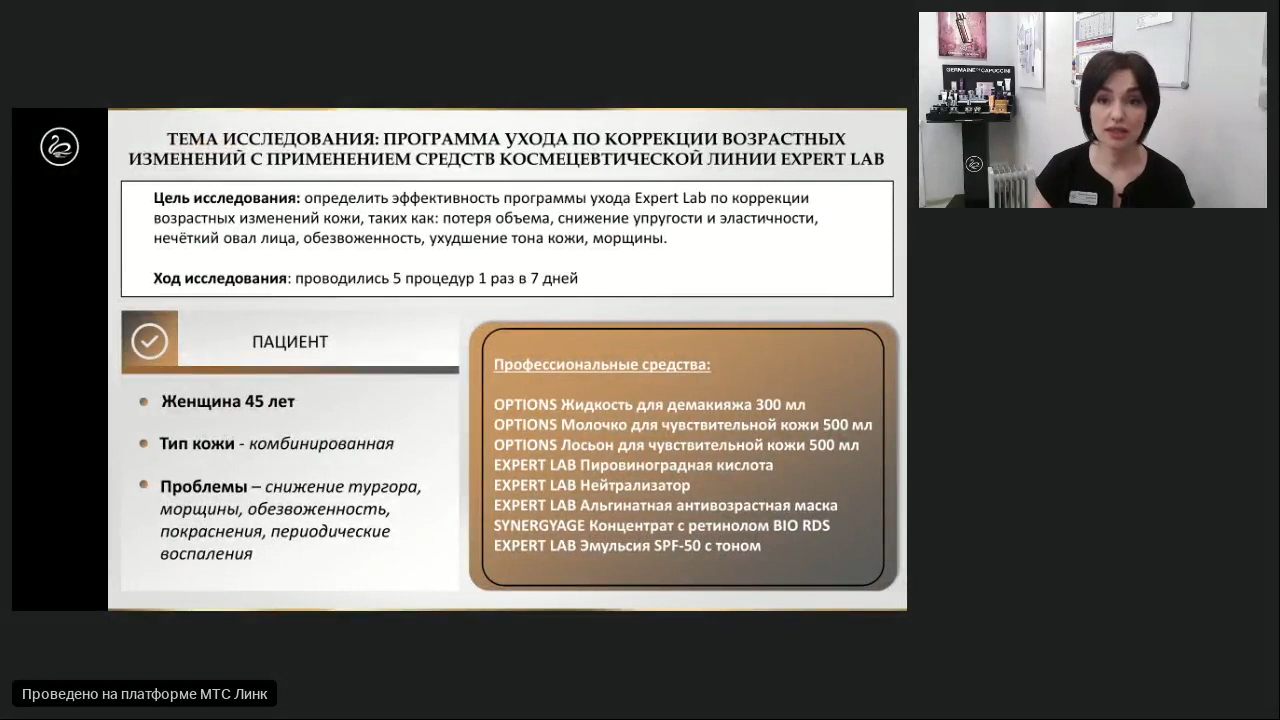 ТЕМА ИССЛЕДОВАНИЯ: ПРОГРАММА УХОДА ПО КОРРЕКЦИИ ВОЗРАСТНЫХ
ИЗМЕНЕНИЙ С ПРИМЕНЕНИЕМ СРЕДСТВ КОСМЕЦЕВТИЧЕСКОЙ ЛИНИИ EXPERT LAB
Цель исследования: определить эффективность программы ухода Expert Lab по коррекции
возрастных изменений кожи, таких как: потеря объема, снижение упругости и эластичности,
нечёткий овал лица, обезвоженность, ухудшение тона кожи, морщины.
Ход исследования: проводились 5 процедур 1 раз в 7 дней
ПАЦИЕНТ
Женщина 45 лет
Тип кожи - комбинированная
Проблемы – снижение тургора,
морщины, обезвоженность,
покраснения, периодические
воспаления
Профессиональные средства:
OPTIONS Жидкость для демакияжа 300 мл
OPTIONS Молочко для чувствительной кожи 500 мл
OPTIONS Лосьон для чувствительной кожи 500 мл
EXPERT LAB Пировиноградная кислота
EXPERT LAB Нейтрализатор
EXPERT LAB Альгинатная антивозрастная маска
SYNERGYAGE Концентрат с ретинолом BIO RDS
EXPERT LAB Эмульсия SPF-50 с тоном
GERMAINE DE CAPUCCINI
Проведено на платформе МТС Линк